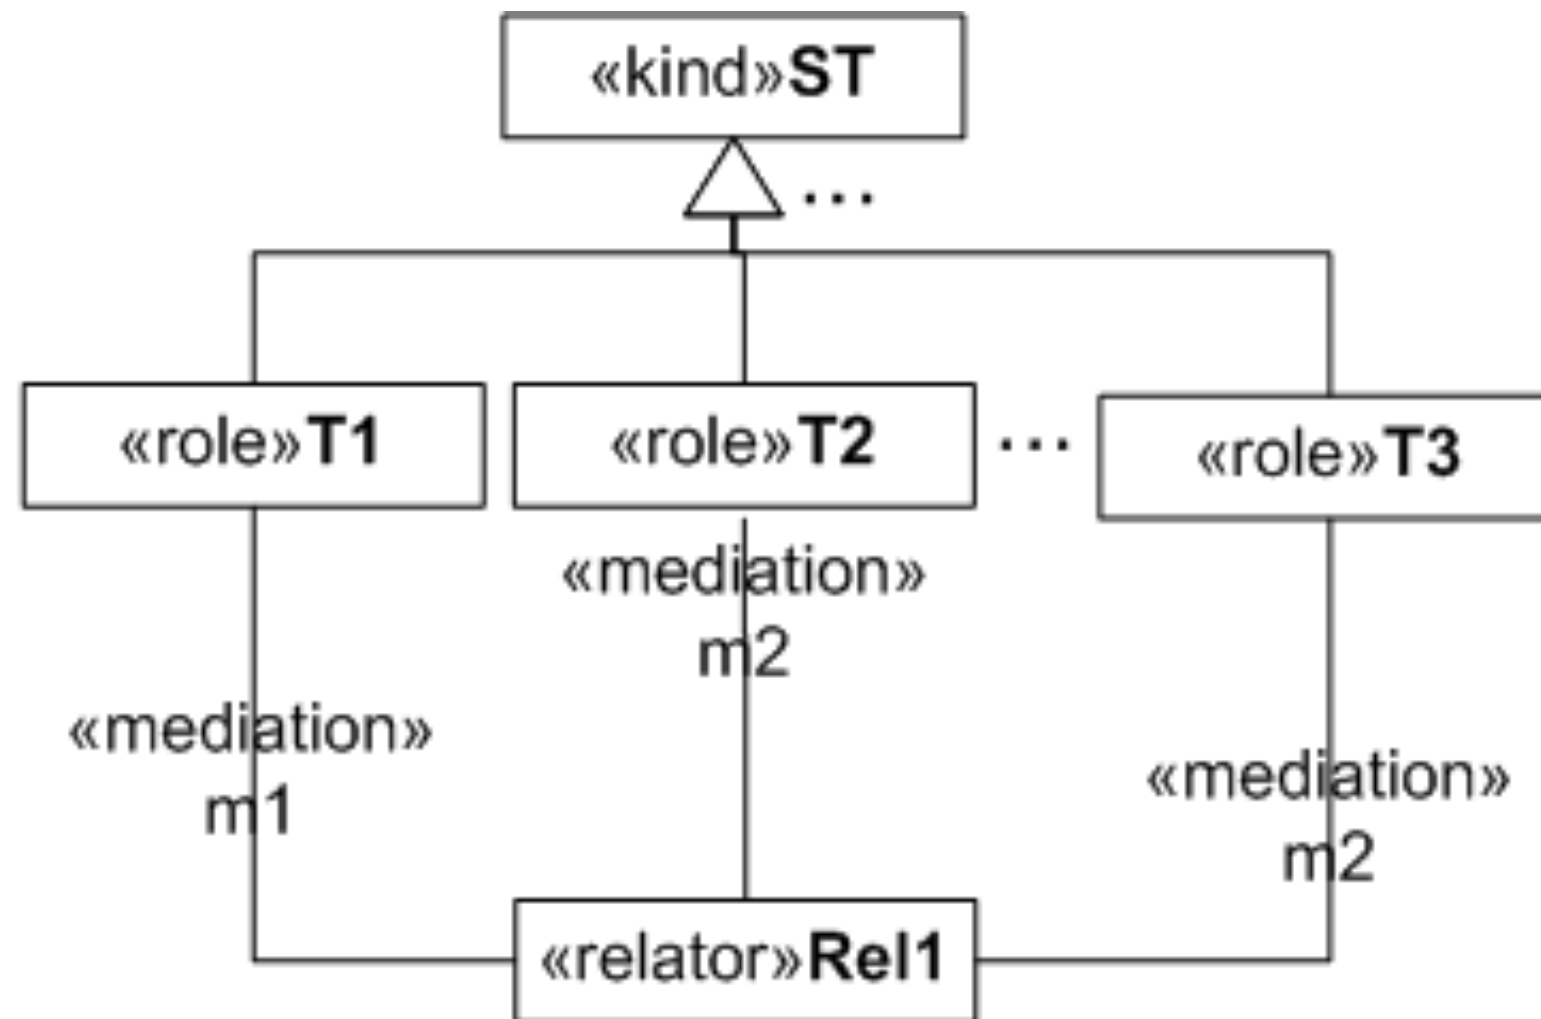 «kind»ST
...
«role»T1
«role»T2
...
«role»T3
«mediation»
m2
«mediation»
m1
«mediation»
m2
«relator»Rel1